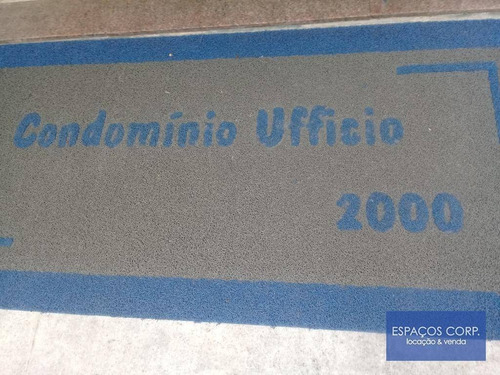 Condomínio Ufficio
2000
ESPAÇOS CORP.
locação & venda